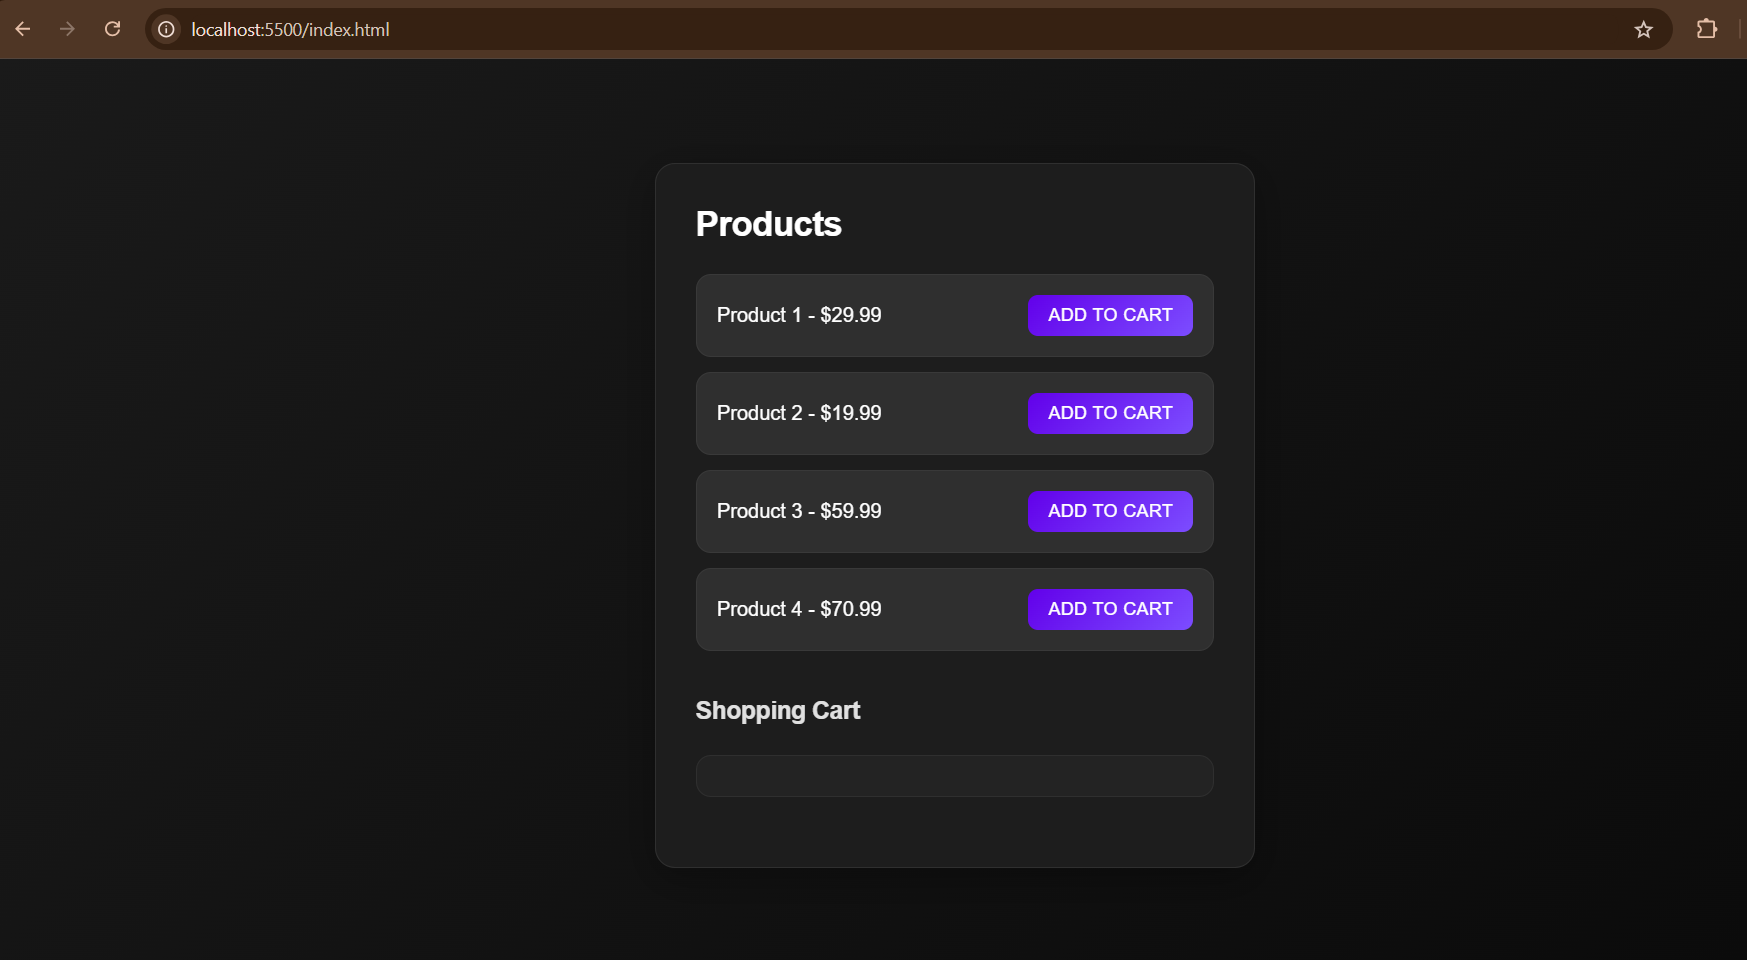 localhost:5500/index.html
Products
Product 1 - $29.99 ADD TO CART
Product 2 - $19.99 ADD TO CART
Product 3 - $59.99 ADD TO CART
Product 4 - $70.99 ADD TO CART
Shopping Cart